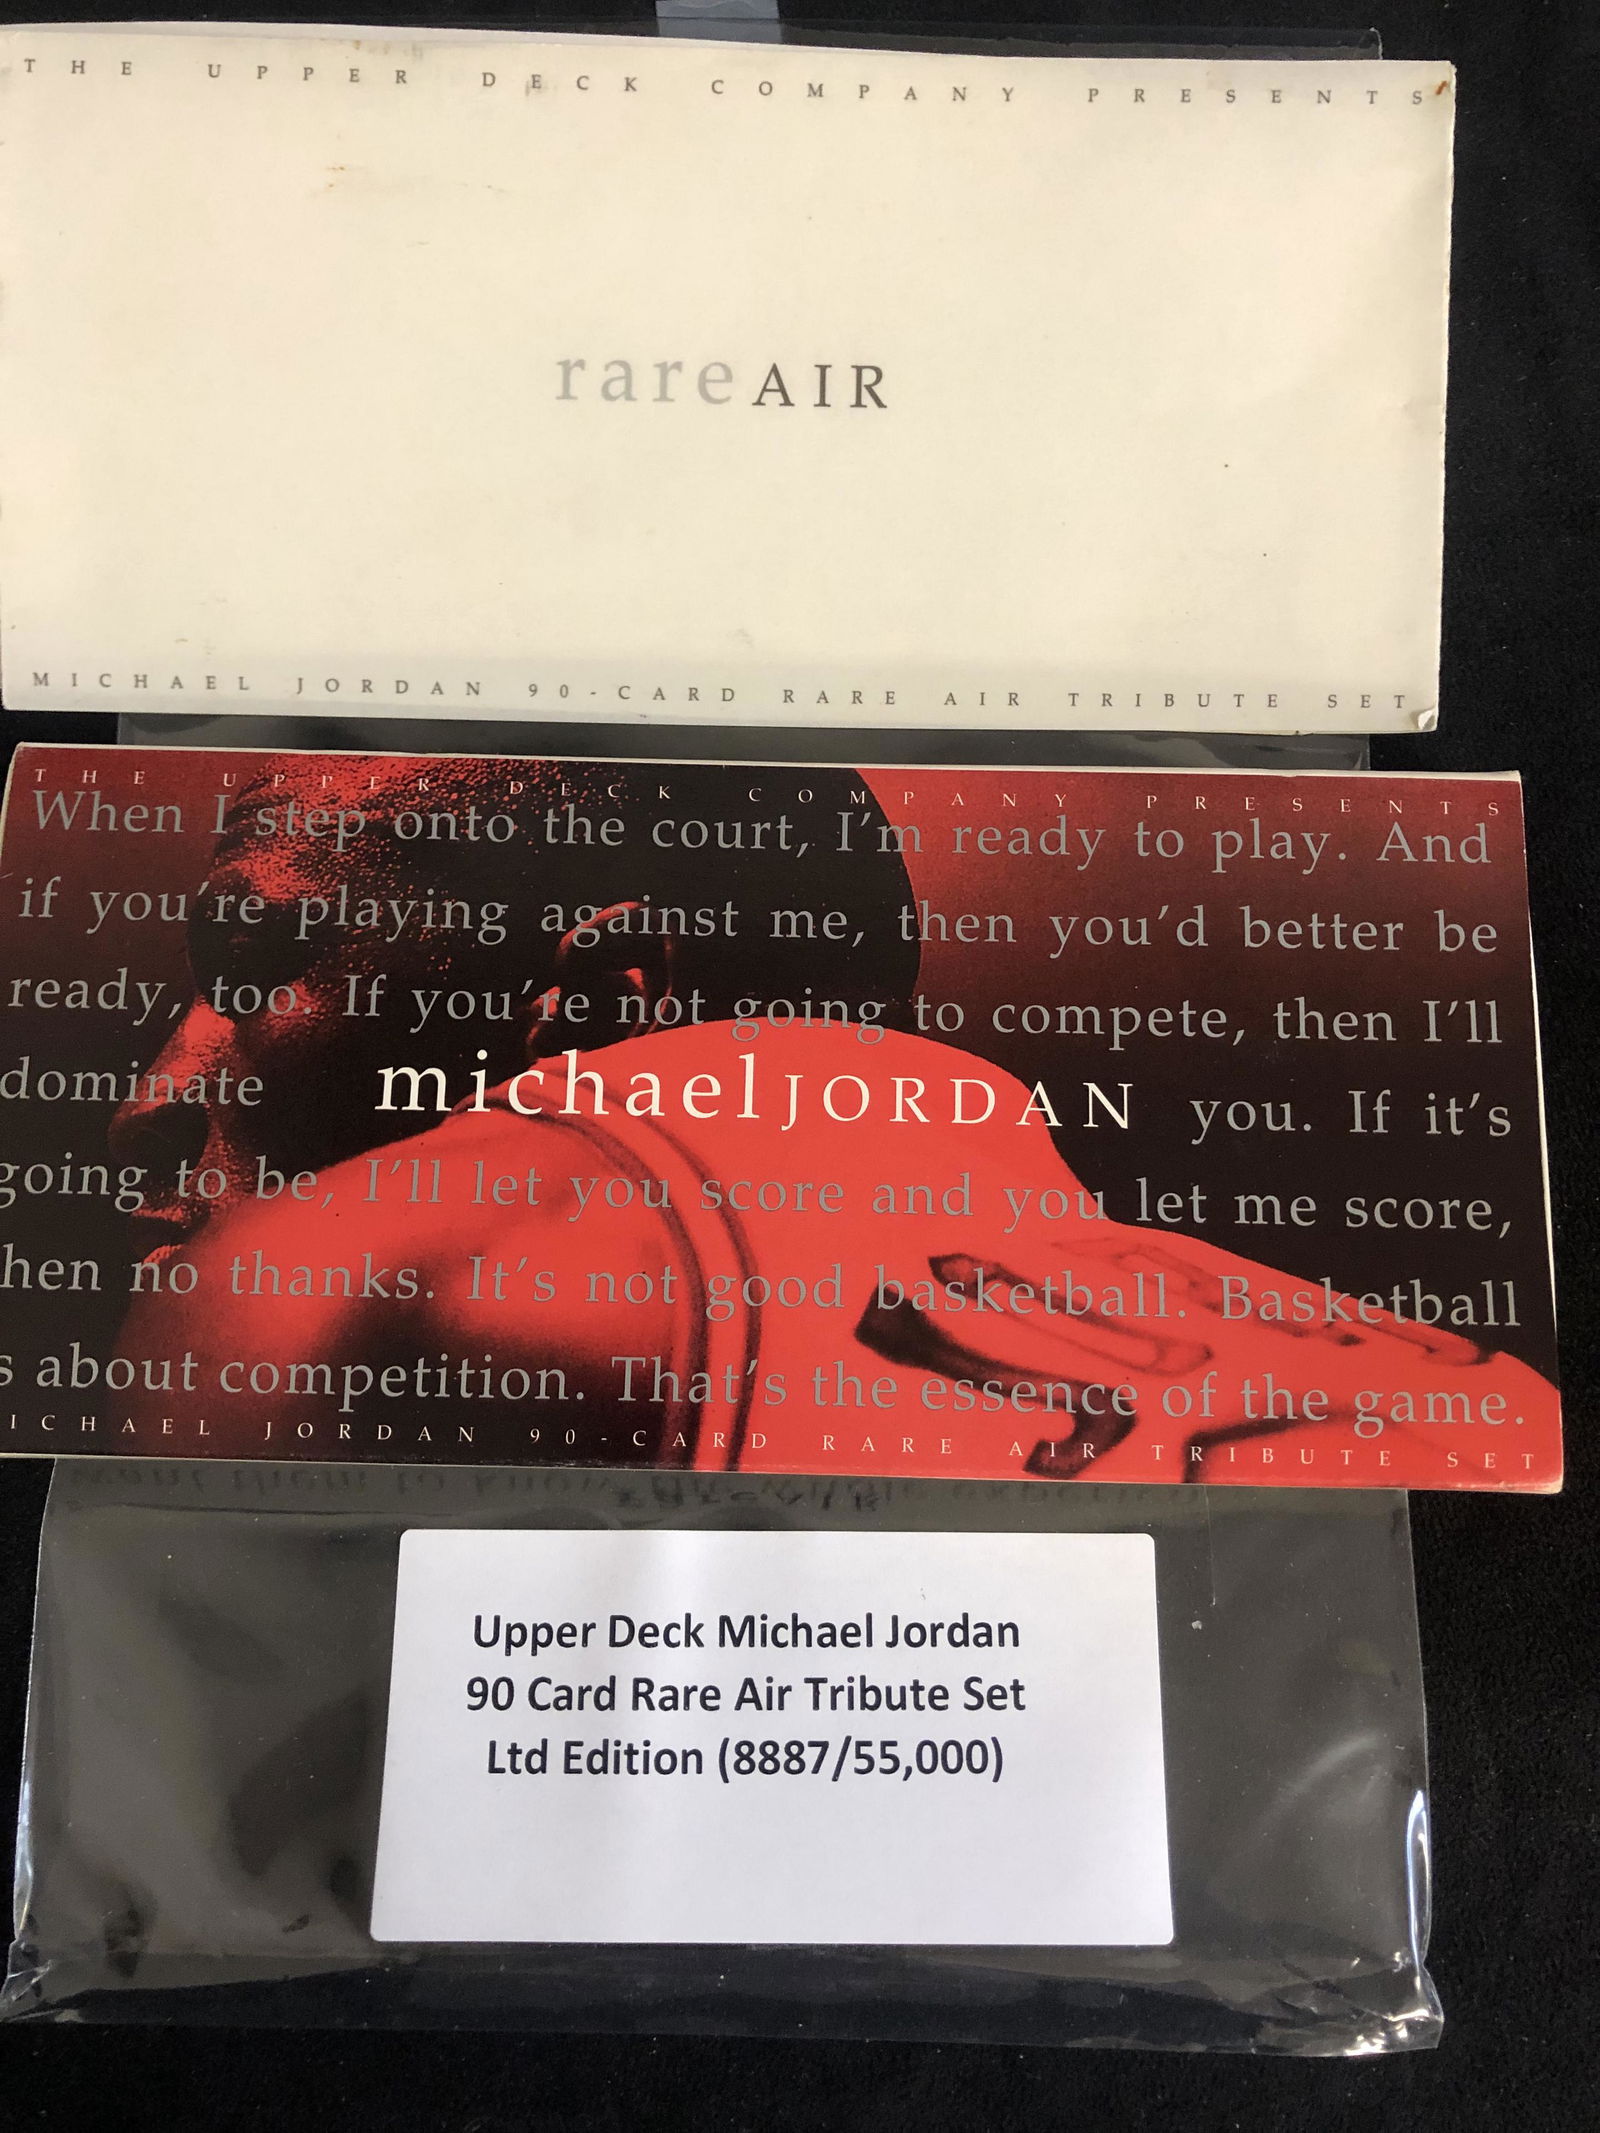 THE UPPER DECK COMPANY PRESENTS
rareAIR
MICHAEL JORDAN 90-CARD RARE AIR TRIBUTE SET
THE UPPER DECK COMPANY PRESENTS
When I step onto the court, I'm ready to play. And
if you're playing against me, then you'd better be
ready, too. If you're not going to compete, then I'll
dominate michaelJORDAN you. If it's
going to be, I'll let you score and you let me score,
hen no thanks. It's not good basketball. Basketball
s about competition. That's the essence of the game.
ICHAEL JORDAN 90-CARD RARE AIR TRIBUTE SET
Upper Deck Michael Jordan
90 Card Rare Air Tribute Set
Ltd Edition (8887/55,000)